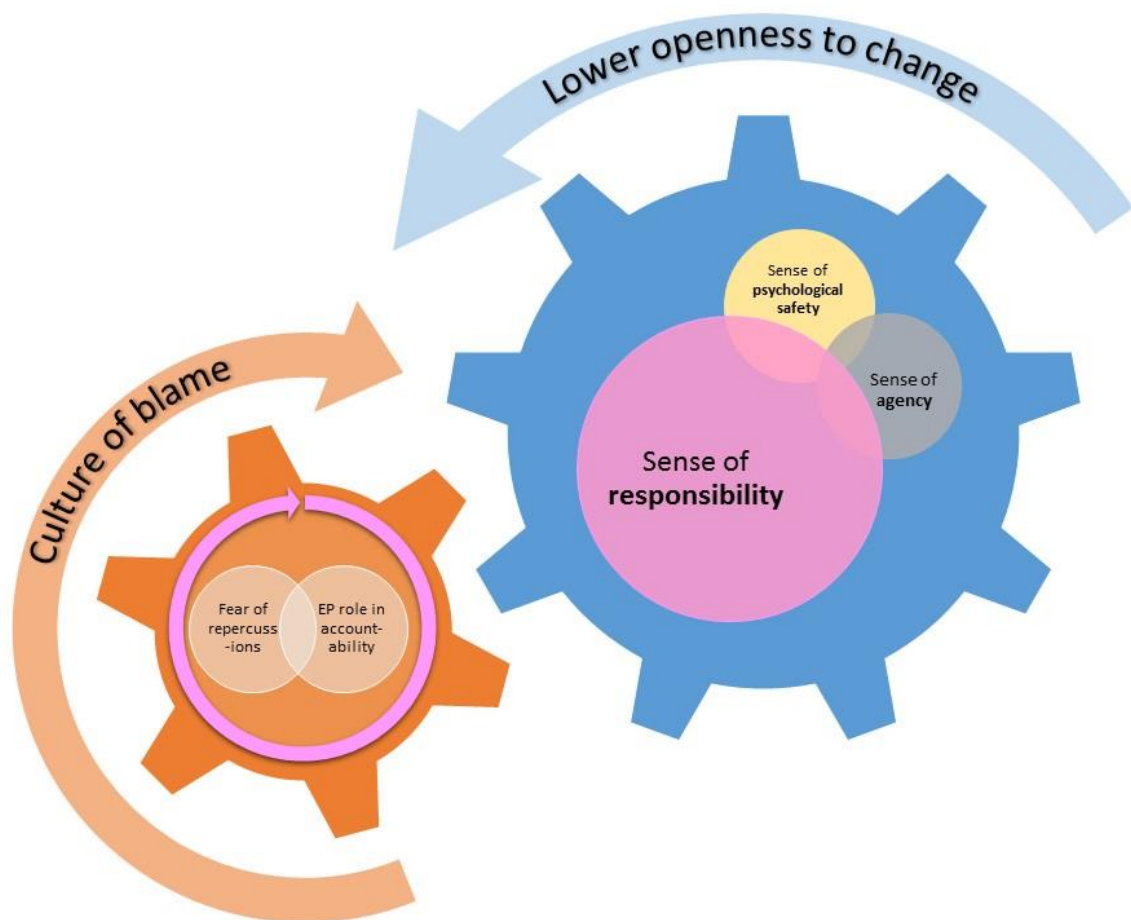 Lower openness to change
Sense of
psychological
safety
Sense of
agency
Sense of
responsibility
Culture of blame
Fear of
repercuss
-ions
EP role in
account-
ability